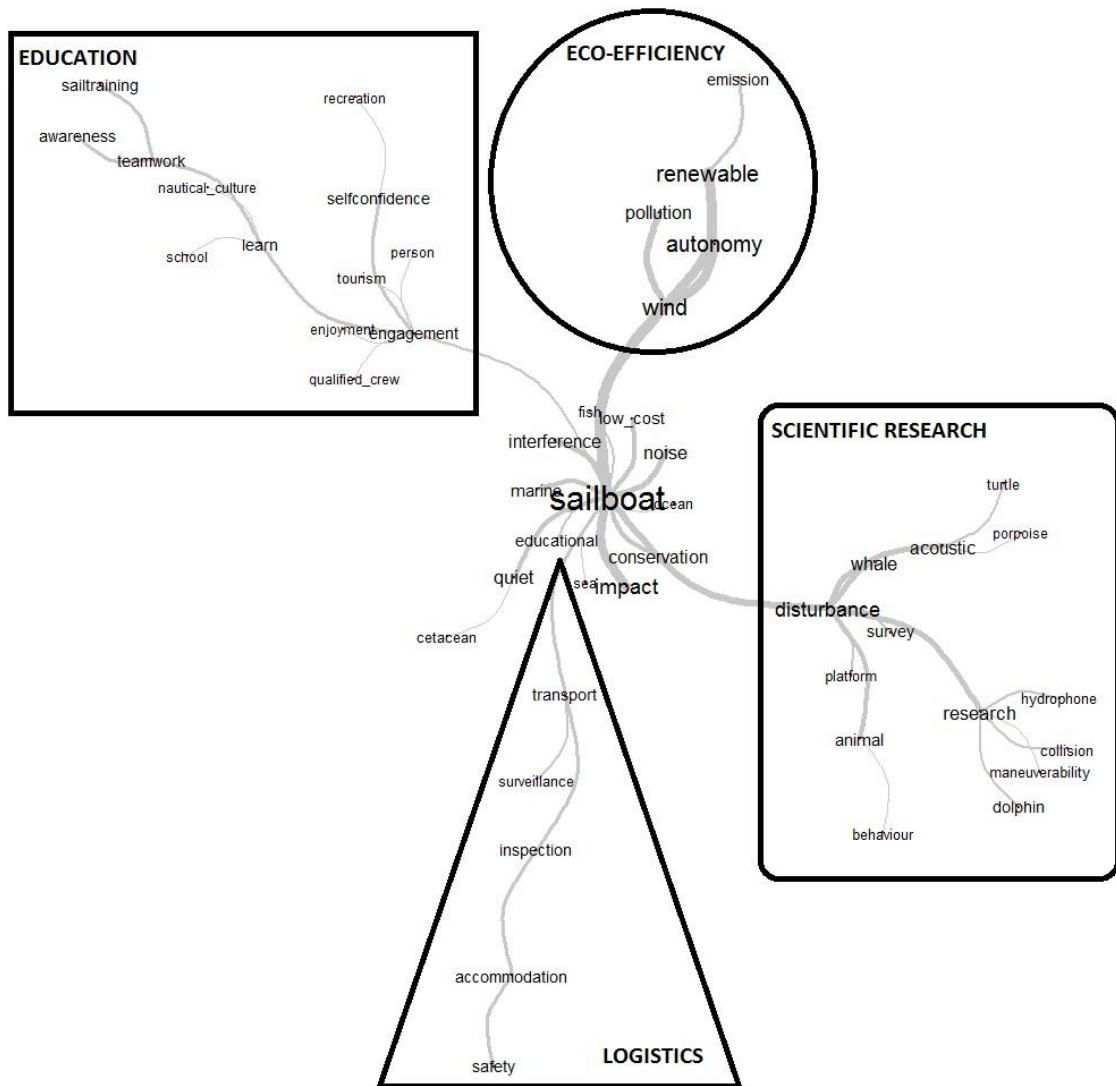 EDUCATION
sailtraining
recreation
awareness
teamwork
nautical_culture
selfconfidence
school
learn
person
tourism
enjoyment
engagement
qualified_crew
ECO-EFFICIENCY
emission
renewable
pollution
autonomy
wind
fish
low_cost
interference
noise
marine
sailboat
ocean
educational
conservation
quiet
sea
impact
cetacean
SCIENTIFIC RESEARCH
turtle
porpoise
acoustic
whale
disturbance
survey
platform
hydrophone
research
animal
collision
maneuverability
dolphin
behaviour
transport
surveillance
inspection
accommodation
LOGISTICS
safety